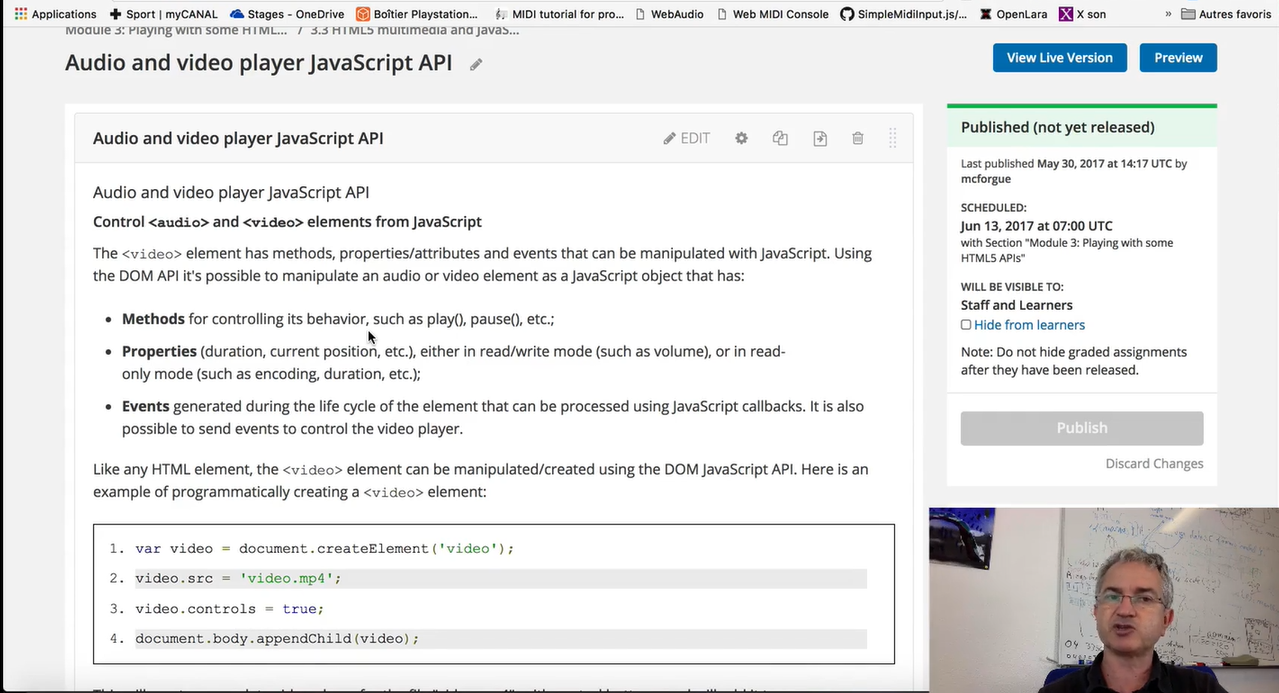 Applications Sport | myCANAL Stages - OneDrive Boîtier Playstation... MIDI tutorial for pro... WebAudio Web MIDI Console SimpleMidiInput.js/... OpenLara X son » Autres favoris
Module 3: Playing with some HTML... / 3.3 HTML5 multimedia and JavaS...
Audio and video player JavaScript API
View Live Version Preview
Audio and video player JavaScript API
EDIT
Audio and video player JavaScript API
Control <audio> and <video> elements from JavaScript
The <video> element has methods, properties/attributes and events that can be manipulated with JavaScript. Using
the DOM API it's possible to manipulate an audio or video element as a JavaScript object that has:
• Methods for controlling its behavior, such as play(), pause(), etc.;
• Properties (duration, current position, etc.), either in read/write mode (such as volume), or in read-
only mode (such as encoding, duration, etc.);
• Events generated during the life cycle of the element that can be processed using JavaScript callbacks. It is also
possible to send events to control the video player.
Like any HTML element, the <video> element can be manipulated/created using the DOM JavaScript API. Here is an
example of programmatically creating a <video> element:
1. var video = document.createElement('video');
2. video.src = 'video.mp4';
3. video.controls = true;
4. document.body.appendChild(video);
Published (not yet released)
Last published May 30, 2017 at 14:17 UTC by
mcforgue
SCHEDULED:
Jun 13, 2017 at 07:00 UTC
with Section "Module 3: Playing with some
HTML5 APIs"
WILL BE VISIBLE TO:
Staff and Learners
Hide from learners
Note: Do not hide graded assignments
after they have been released.
Publish
Discard Changes